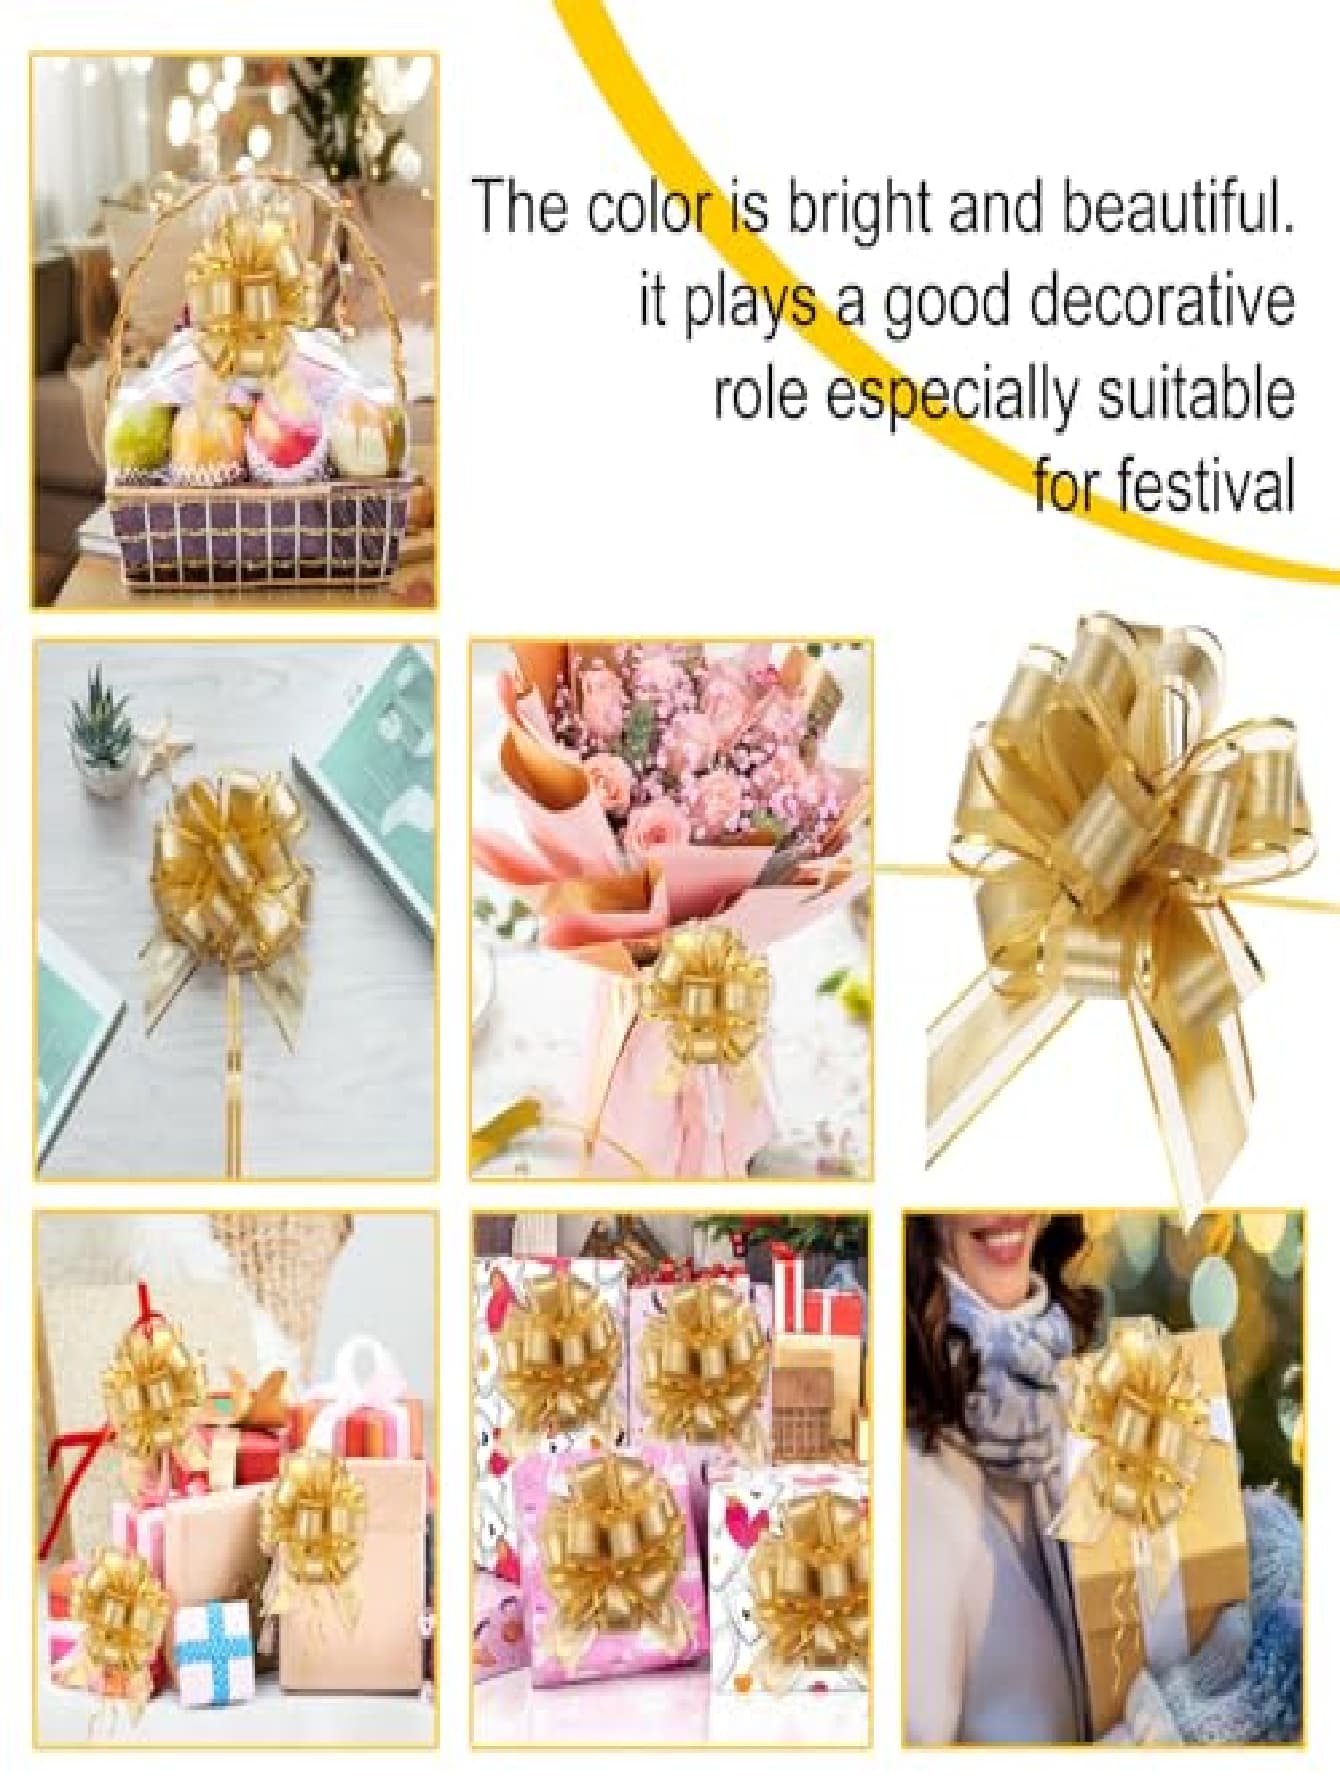 The color is bright and beautiful.
it plays a good decorative
role especially suitable
for festival